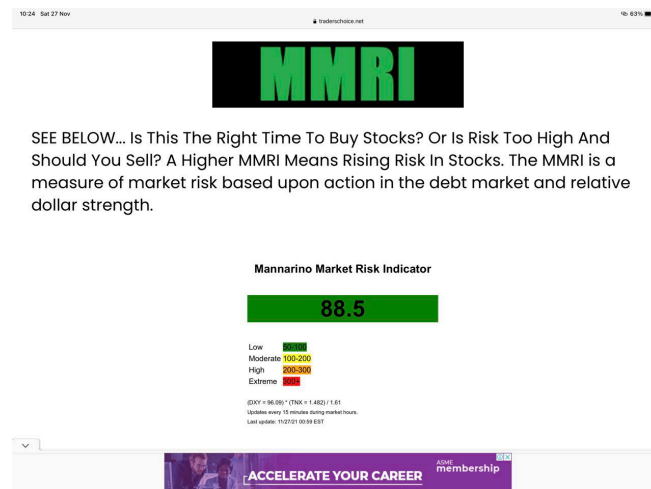 10:24 Sat 27 Nov
63%
traderschoice.net
MMRI
SEE BELOW... Is This The Right Time To Buy Stocks? Or Is Risk Too High And
Should You Sell? A Higher MMRI Means Rising Risk In Stocks. The MMRI is a
measure of market risk based upon action in the debt market and relative
dollar strength.
Mannarino Market Risk Indicator
88.5
Low 50-100
Moderate 100-200
High 200-300
Extreme 300+
(DXY = 96.09) * (TNX = 1.482) / 1.61
Updates every 15 minutes during market hours.
Last update: 11/27/21 00:59 EST
ACCELERATE YOUR CAREER
ASME
membership